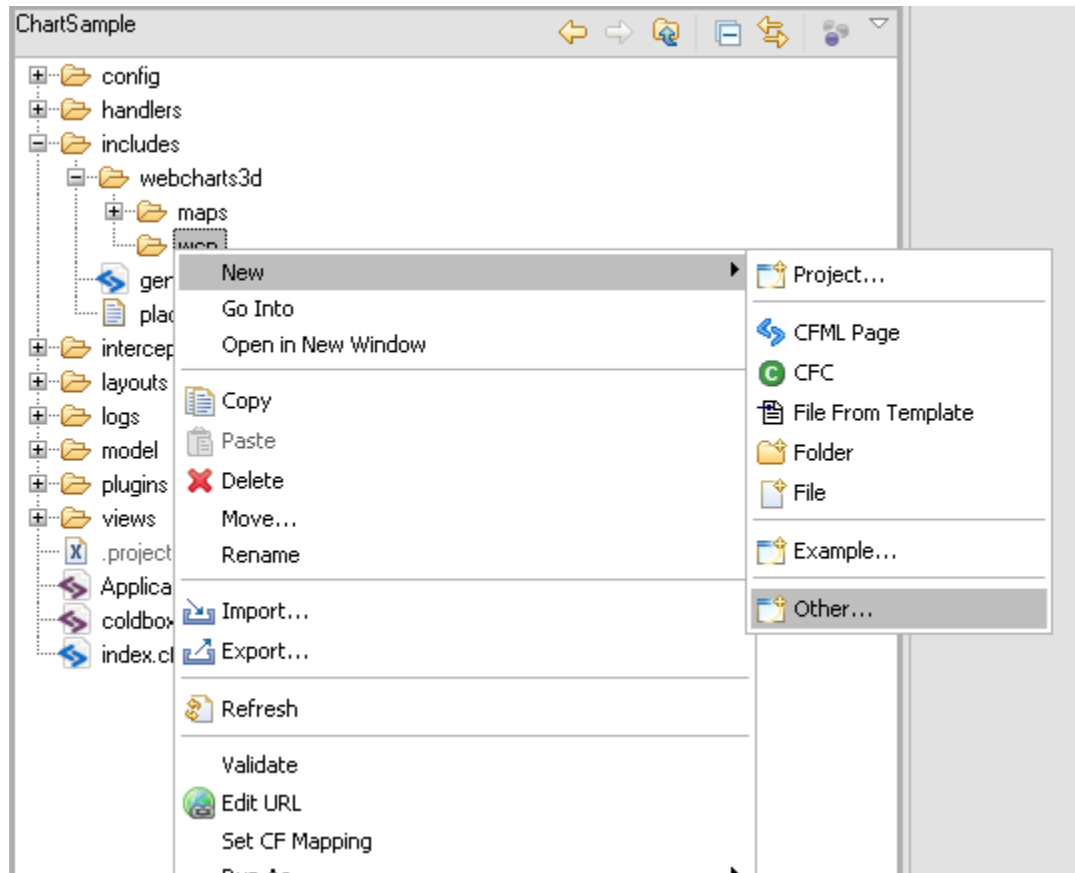 ChartSample
config
handlers
includes
webcharts3d
maps
New
Go Into
Open in New Window
Copy
Paste
Delete
Move...
Rename
Import...
Export...
Refresh
Validate
Edit URL
Set CF Mapping
Project...
CFML Page
CFC
File From Template
Folder
File
Example...
Other...
ger
plac
intercep
layouts
logs
model
plugins
views
.project
Applica
coldbox
index.cf